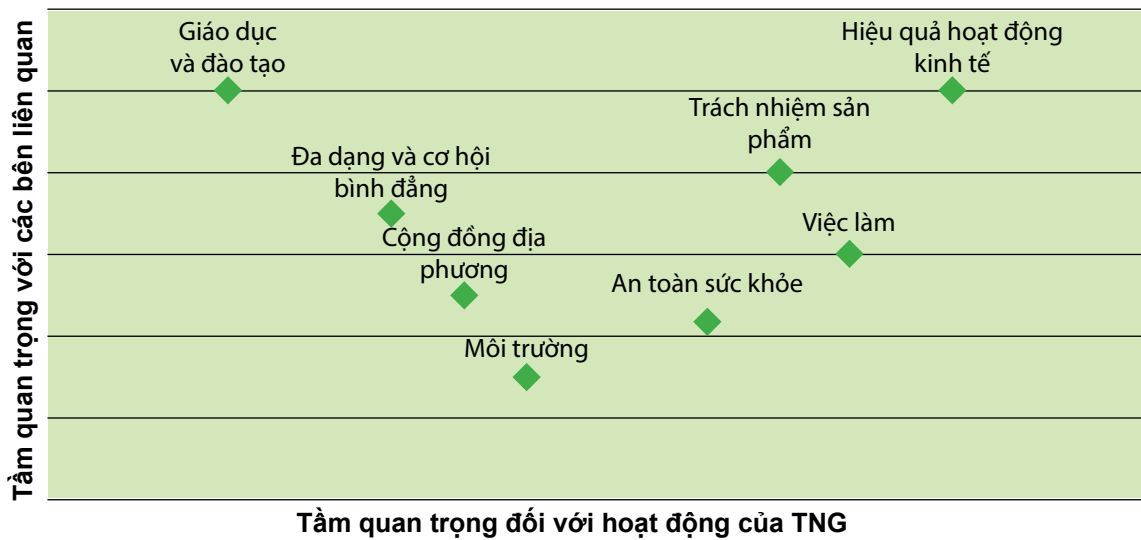 Tầm quan trọng với các bên liên quan
Giáo dục
và đào tạo
Hiệu quả hoạt động
kinh tế
Trách nhiệm sản
phẩm
Đa dạng và cơ hội
bình đẳng
Việc làm
Cộng đồng địa
phương
An toàn sức khỏe
Môi trường
Tầm quan trọng đối với hoạt động của TNG